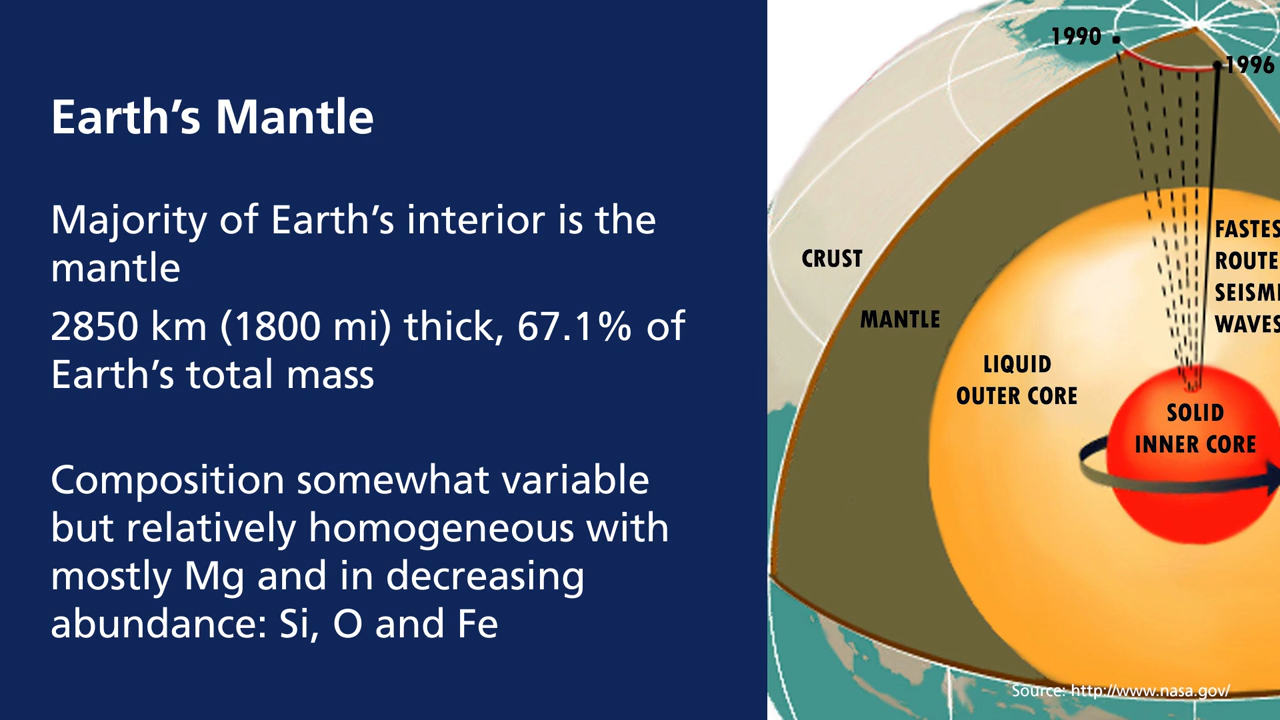 Earth’s Mantle
Majority of Earth’s interior is the
mantle
2850 km (1800 mi) thick, 67.1% of
Earth’s total mass
Composition somewhat variable
but relatively homogeneous with
mostly Mg and in decreasing
abundance: Si, O and Fe
1990
1996
CRUST
MANTLE
LIQUID
OUTER CORE
SOLID
INNER CORE
FASTES
ROUTE
SEISMI
WAVES
Source: http://www.nasa.gov/